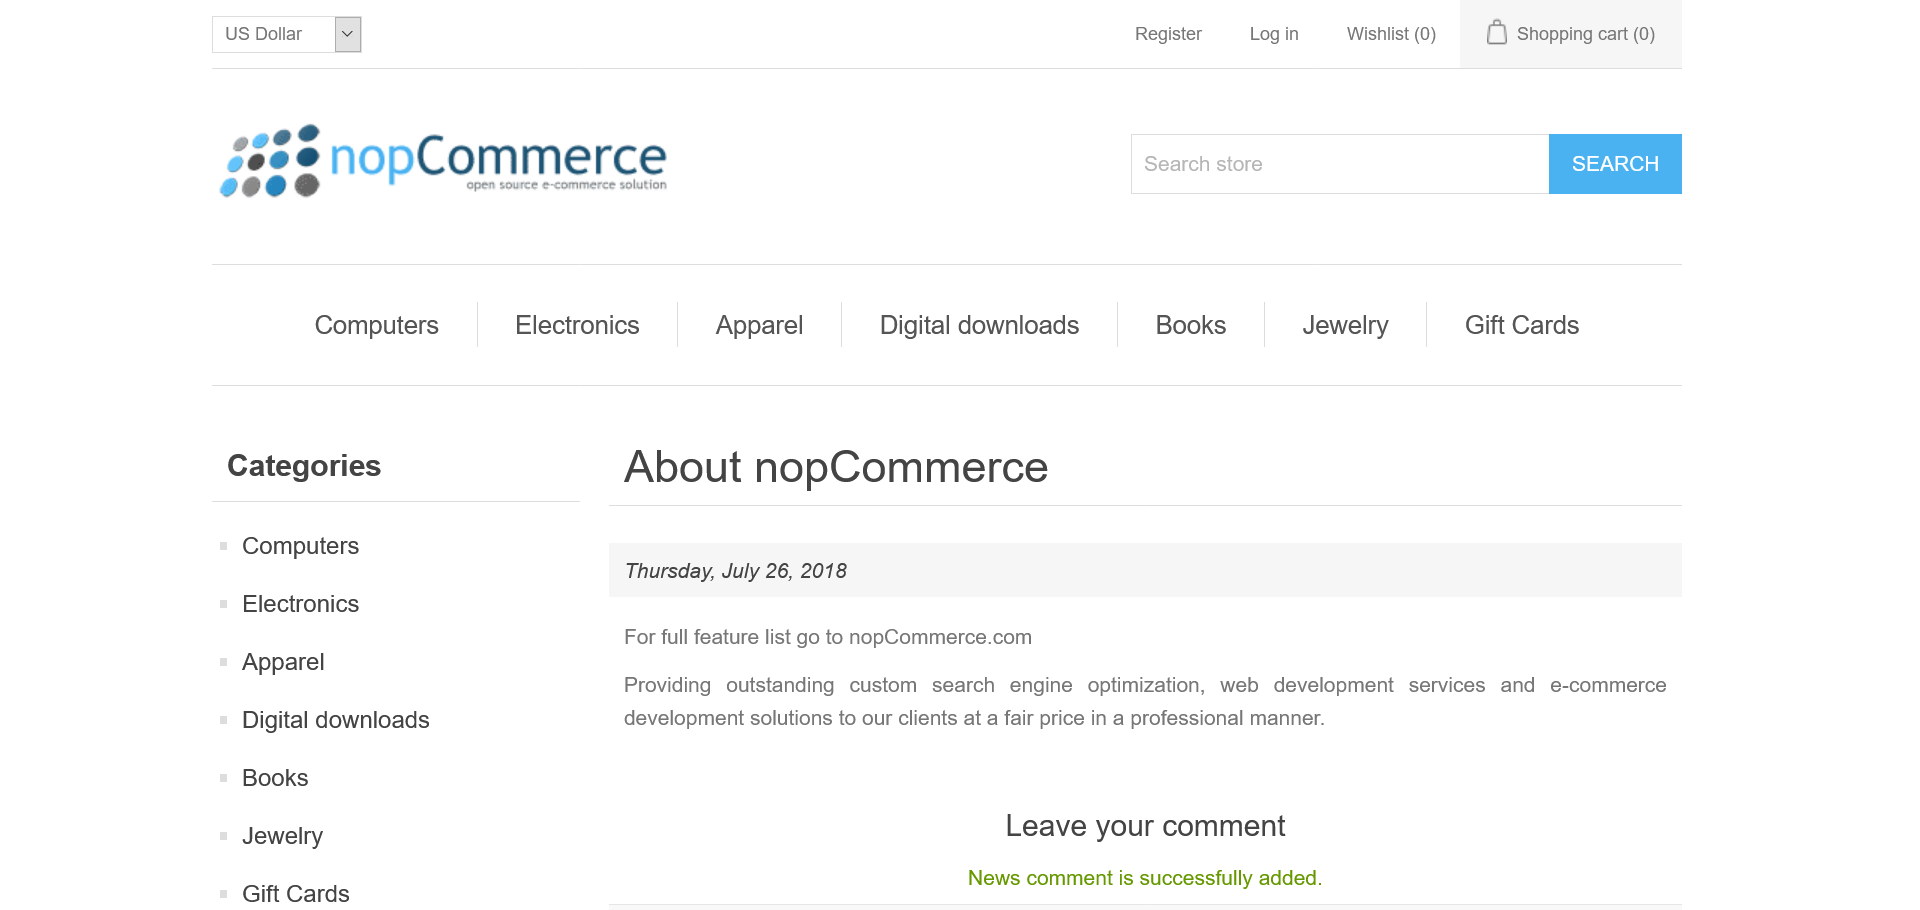 US Dollar
Register
Log in
Wishlist (0)
Shopping cart (0)
nopCommerce
open source e-commerce solution
Search store
SEARCH
Computers
Electronics
Apparel
Digital downloads
Books
Jewelry
Gift Cards
Categories
Computers
Electronics
Apparel
Digital downloads
Books
Jewelry
Gift Cards
About nopCommerce
Thursday, July 26, 2018
For full feature list go to nopCommerce.com
Providing outstanding custom search engine optimization, web development services and e-commerce
development solutions to our clients at a fair price in a professional manner.
Leave your comment
News comment is successfully added.